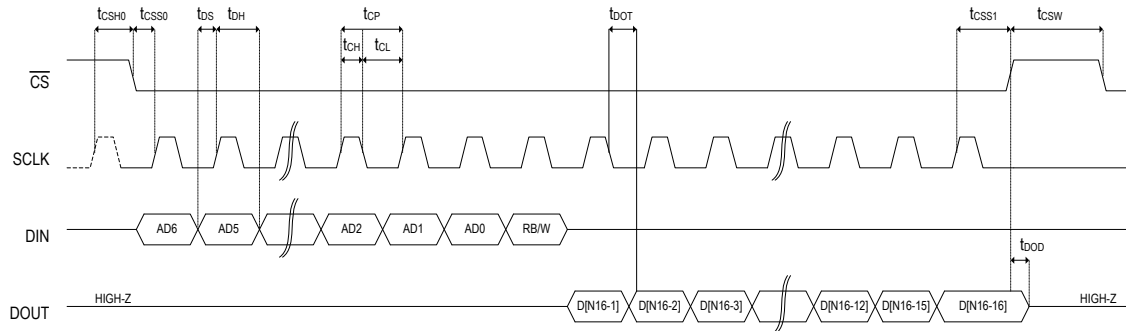 tCSH0 tCSS0 tDS tDH tCP tDOT tCSS1 tCSW
tCH tCL
CS
SCLK
DIN AD6 AD5 AD2 AD1 AD0 RB/W
tDOD
DOUT HIGH-Z D[N16-1] D[N16-2] D[N16-3] D[N16-12] D[N16-15] D[N16-16] HIGH-Z